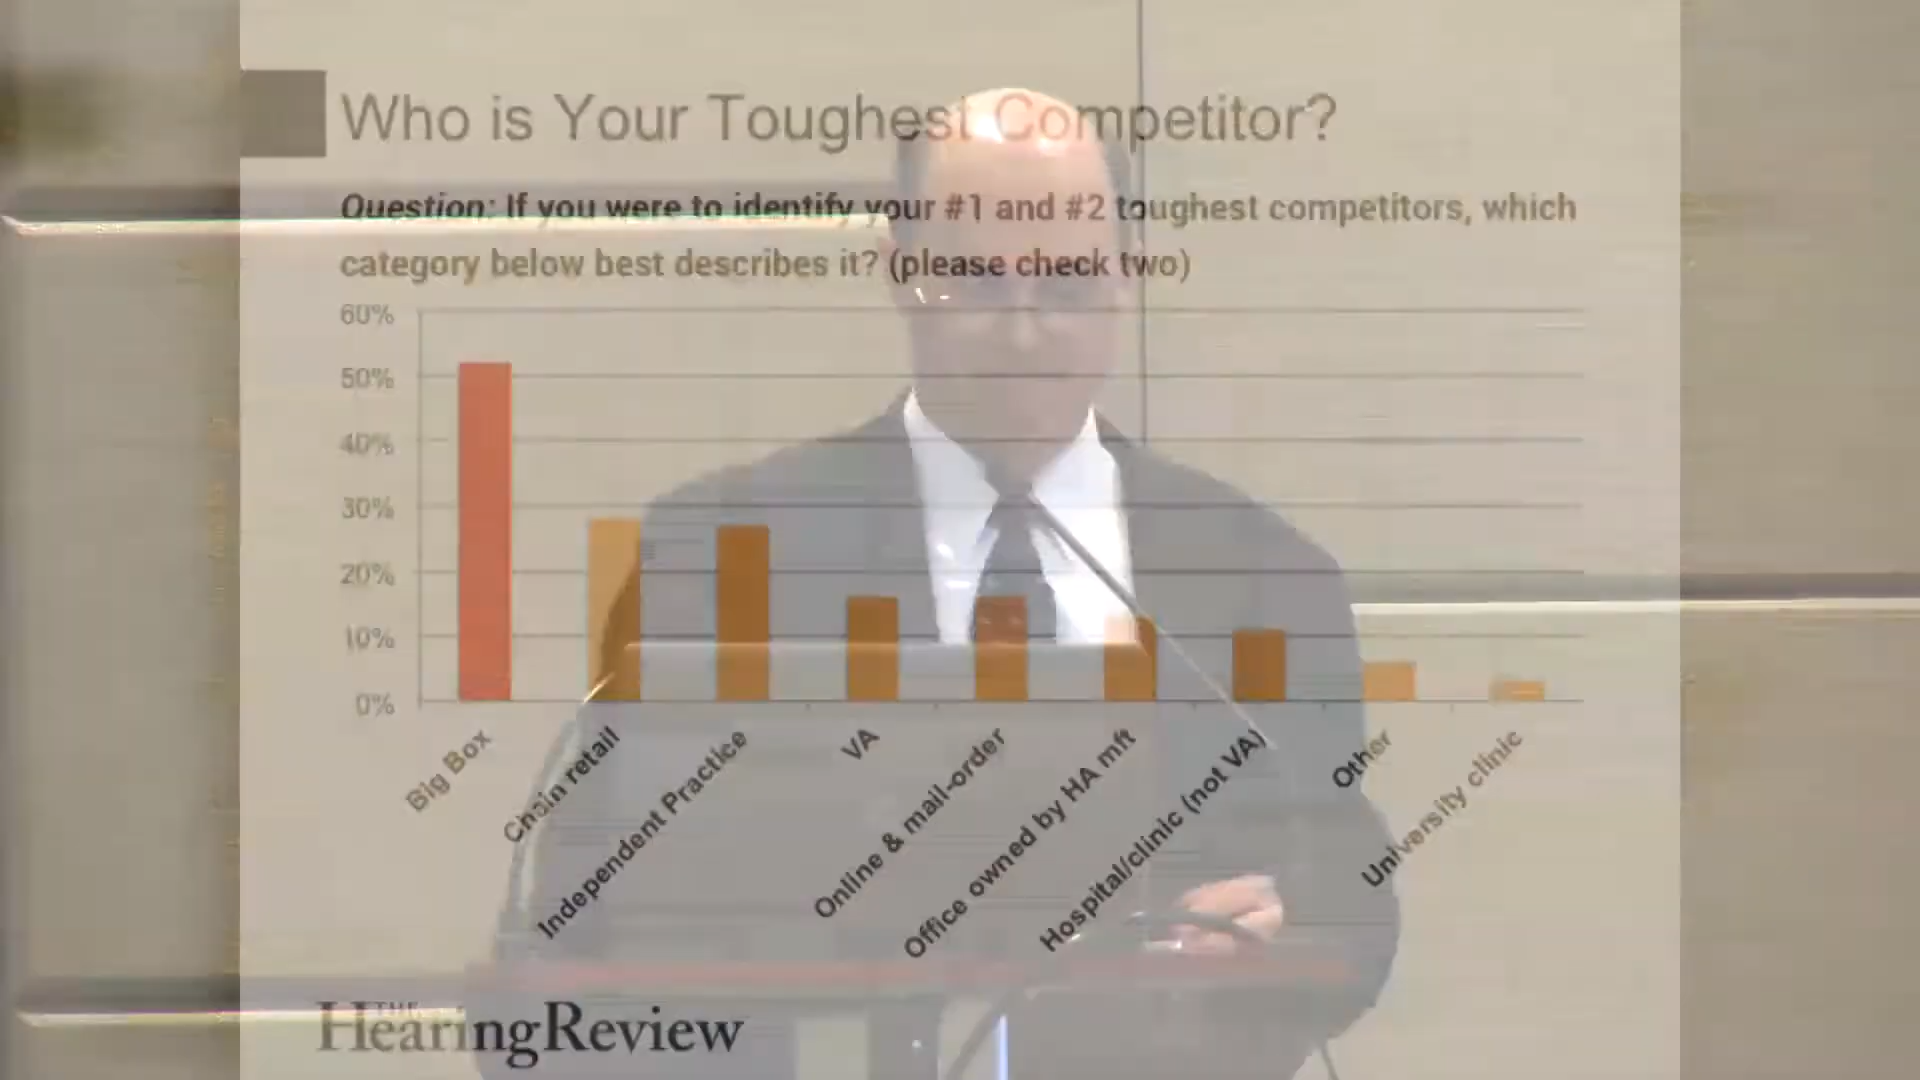 Who is Your Toughest Competitor?
Question: If you were to identify your #1 and #2 toughest competitors, which
category below best describes it? (please check two)
60%
50%
40%
30%
20%
10%
0%
Big Box
Chain retail
Independent Practice
VA
Online & mail-order
Office owned by HA mft
Hospital/clinic (not VA)
Other
University clinic
THE
HearingReview